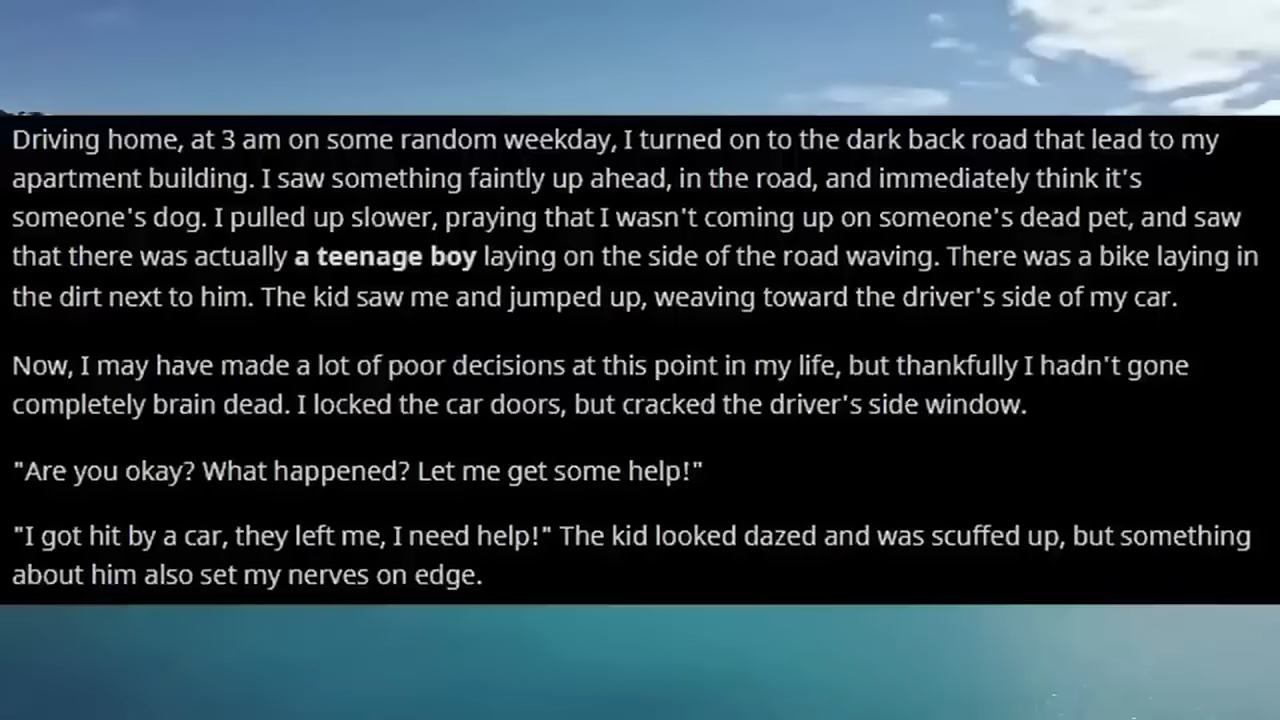 Driving home, at 3 am on some random weekday, I turned on to the dark back road that lead to my
apartment building. I saw something faintly up ahead, in the road, and immediately think it's
someone's dog. I pulled up slower, praying that I wasn't coming up on someone's dead pet, and saw
that there was actually a teenage boy laying on the side of the road waving. There was a bike laying in
the dirt next to him. The kid saw me and jumped up, weaving toward the driver's side of my car.
Now, I may have made a lot of poor decisions at this point in my life, but thankfully I hadn't gone
completely brain dead. I locked the car doors, but cracked the driver's side window.
"Are you okay? What happened? Let me get some help!"
"I got hit by a car, they left me, I need help!" The kid looked dazed and was scuffed up, but something
about him also set my nerves on edge.